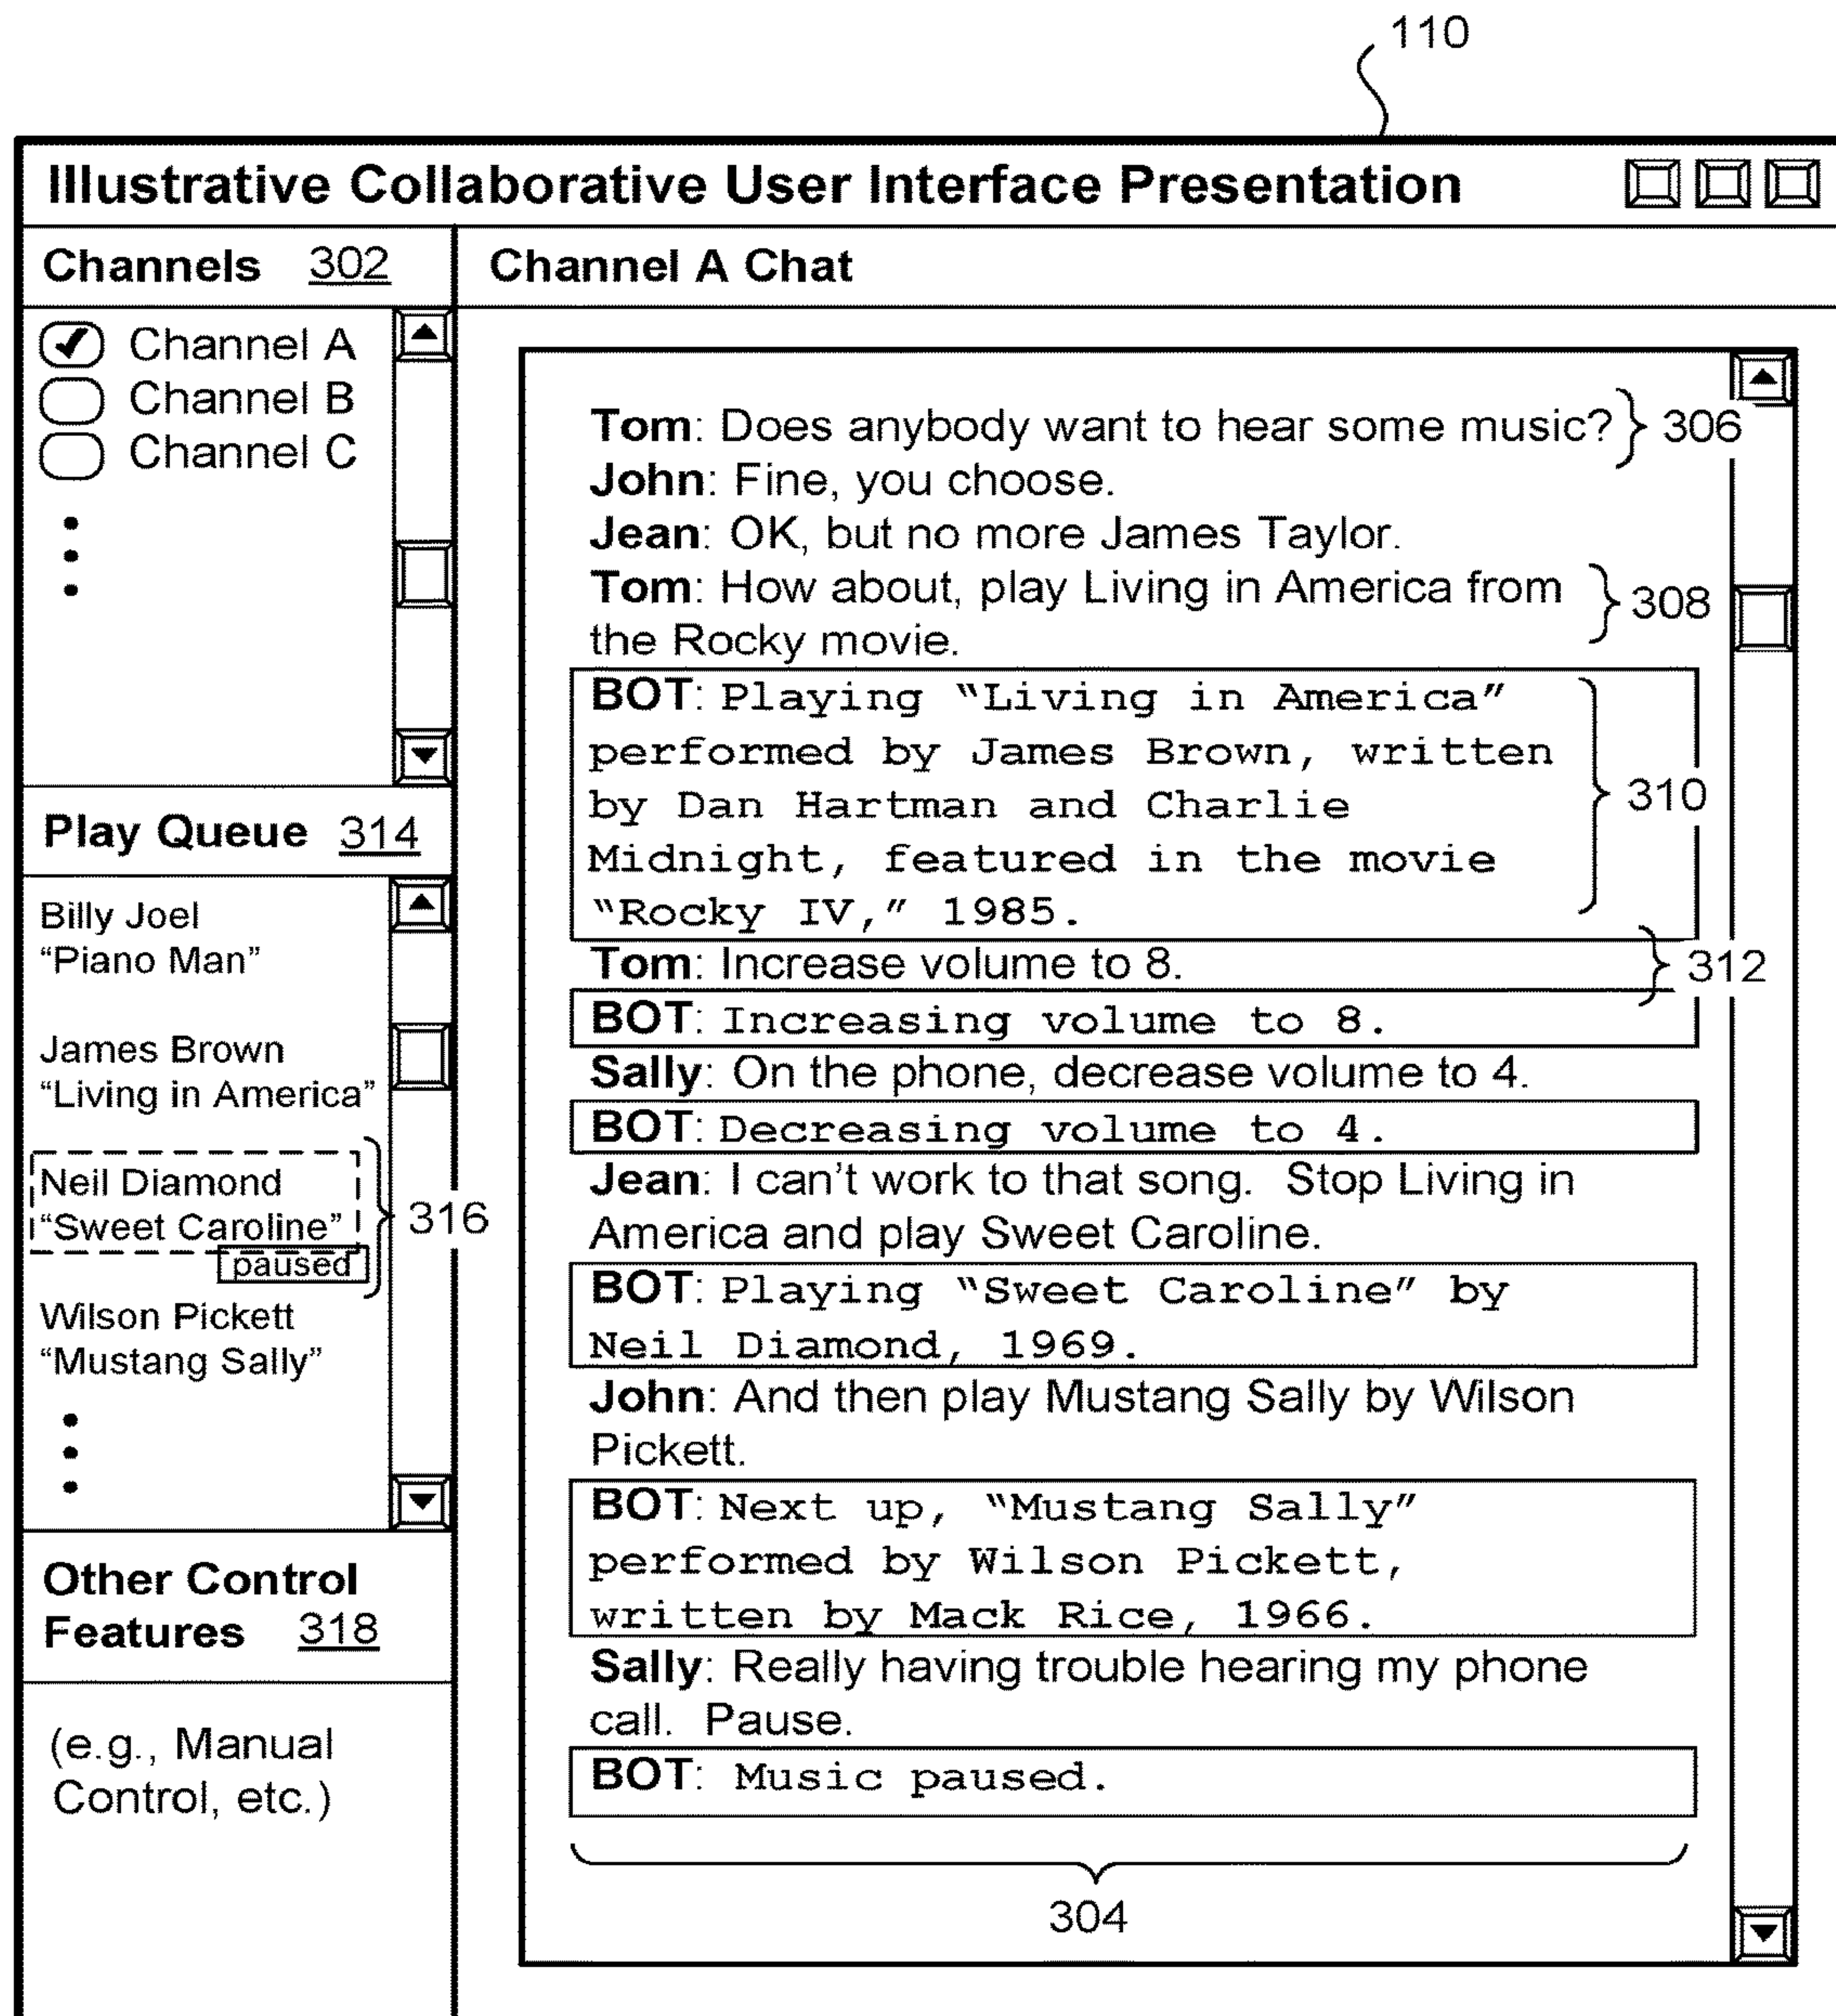 110
Illustrative Collaborative User Interface Presentation
Channels 302
Channel A
Channel B
Channel C
Play Queue 314
Billy Joel
“Piano Man”
James Brown
“Living in America”
Neil Diamond
“Sweet Caroline”
paused
316
Wilson Pickett
“Mustang Sally”
Other Control
Features 318
(e.g., Manual
Control, etc.)
Channel A Chat
Tom: Does anybody want to hear some music? 306
John: Fine, you choose.
Jean: OK, but no more James Taylor.
Tom: How about, play Living in America from
the Rocky movie.
308
BOT: Playing “Living in America”
performed by James Brown, written
by Dan Hartman and Charlie
Midnight, featured in the movie
“Rocky IV,” 1985.
310
Tom: Increase volume to 8. 312
BOT: Increasing volume to 8.
Sally: On the phone, decrease volume to 4.
BOT: Decreasing volume to 4.
Jean: I can’t work to that song. Stop Living in
America and play Sweet Caroline.
BOT: Playing “Sweet Caroline” by
Neil Diamond, 1969.
John: And then play Mustang Sally by Wilson
Pickett.
BOT: Next up, “Mustang Sally”
performed by Wilson Pickett,
written by Mack Rice, 1966.
Sally: Really having trouble hearing my phone
call. Pause.
BOT: Music paused.
304